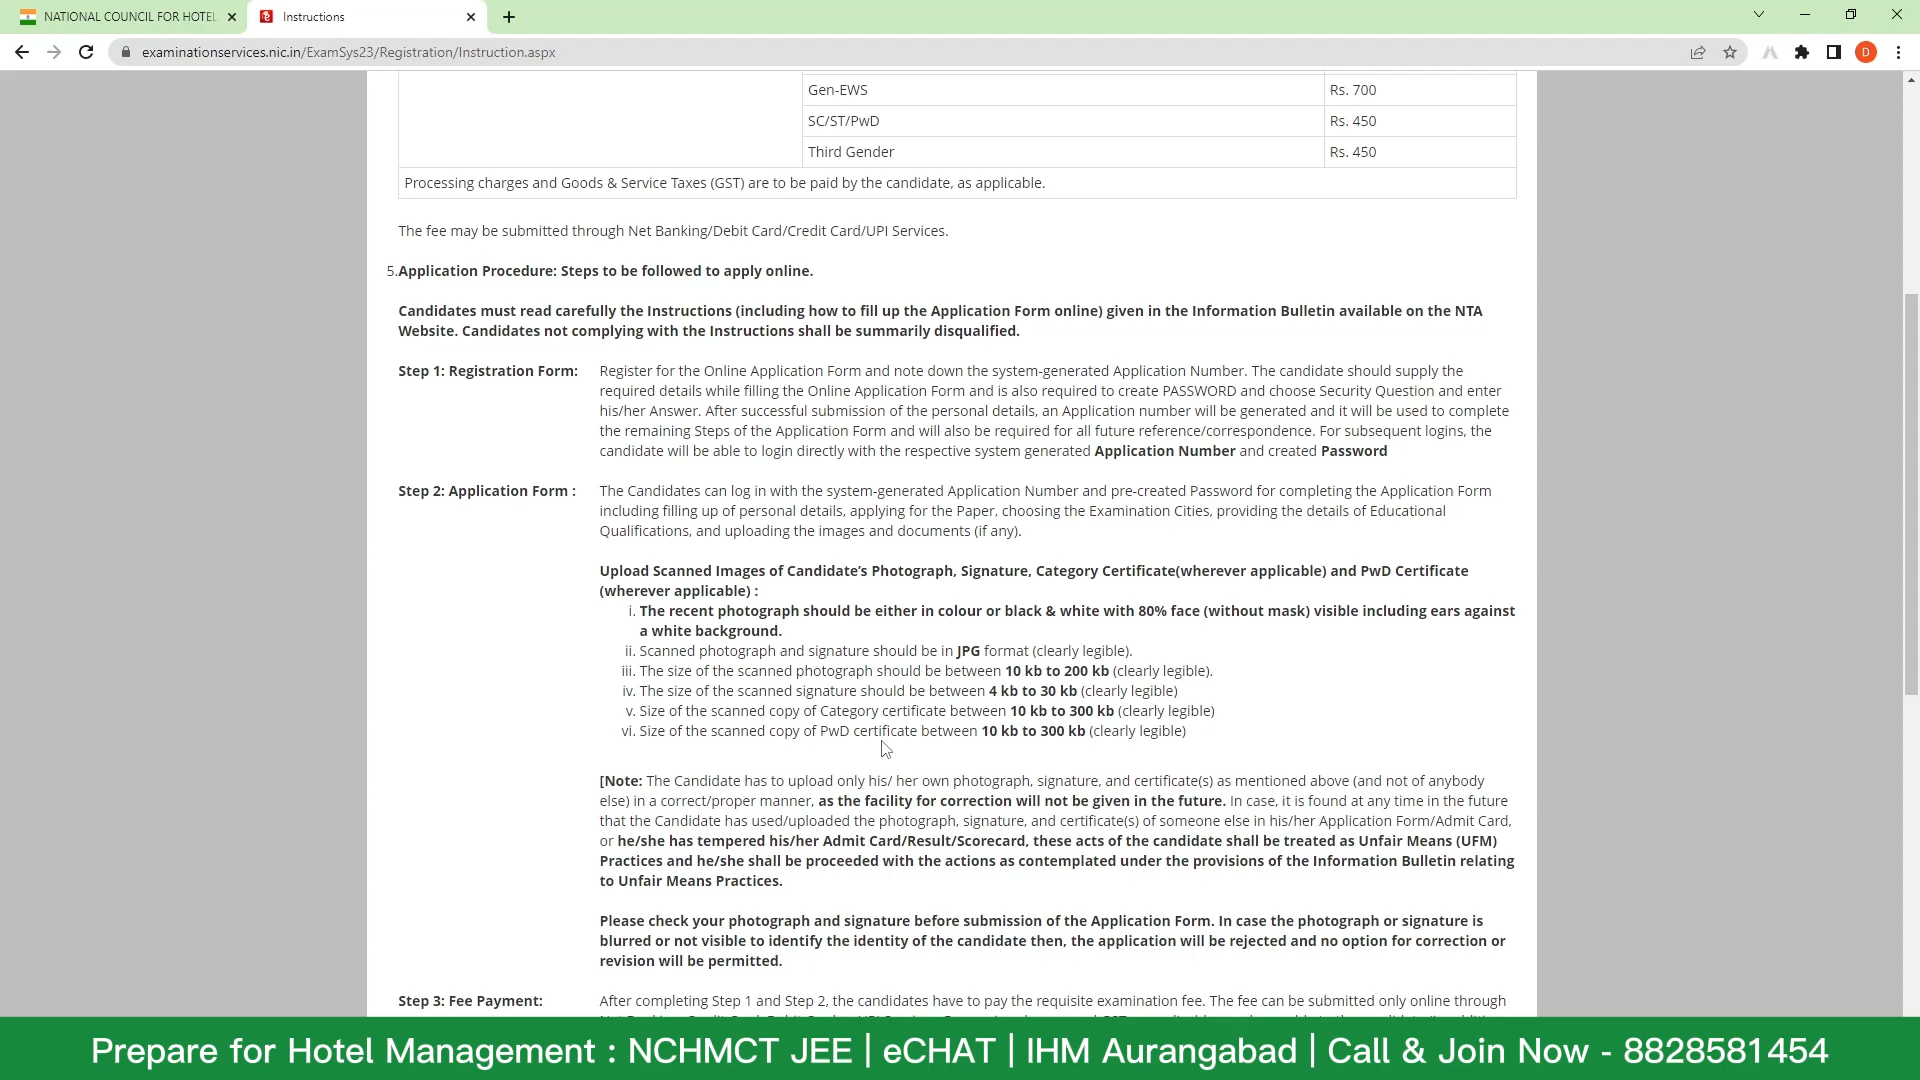 NATIONAL COUNCIL FOR HOTEL
Instructions
examinationservices.nic.in/ExamSys23/Registration/Instruction.aspx
D
Gen-EWS Rs. 700
SC/ST/PwD Rs. 450
Third Gender Rs. 450
Processing charges and Goods & Service Taxes (GST) are to be paid by the candidate, as applicable.
The fee may be submitted through Net Banking/Debit Card/Credit Card/UPI Services.
5.Application Procedure: Steps to be followed to apply online.
Candidates must read carefully the Instructions (including how to fill up the Application Form online) given in the Information Bulletin available on the NTA
Website. Candidates not complying with the Instructions shall be summarily disqualified.
Step 1: Registration Form: Register for the Online Application Form and note down the system-generated Application Number. The candidate should supply the
required details while filling the Online Application Form and is also required to create PASSWORD and choose Security Question and enter
his/her Answer. After successful submission of the personal details, an Application number will be generated and it will be used to complete
the remaining Steps of the Application Form and will also be required for all future reference/correspondence. For subsequent logins, the
candidate will be able to login directly with the respective system generated Application Number and created Password
Step 2: Application Form : The Candidates can log in with the system-generated Application Number and pre-created Password for completing the Application Form
including filling up of personal details, applying for the Paper, choosing the Examination Cities, providing the details of Educational
Qualifications, and uploading the images and documents (if any).
Upload Scanned Images of Candidate's Photograph, Signature, Category Certificate(wherever applicable) and PwD Certificate
(wherever applicable) :
i. The recent photograph should be either in colour or black & white with 80% face (without mask) visible including ears against
a white background.
ii. Scanned photograph and signature should be in JPG format (clearly legible).
iii. The size of the scanned photograph should be between 10 kb to 200 kb (clearly legible).
iv. The size of the scanned signature should be between 4 kb to 30 kb (clearly legible)
v. Size of the scanned copy of Category certificate between 10 kb to 300 kb (clearly legible)
vi. Size of the scanned copy of PwD certificate between 10 kb to 300 kb (clearly legible)
[Note: The Candidate has to upload only his/ her own photograph, signature, and certificate(s) as mentioned above (and not of anybody
else) in a correct/proper manner, as the facility for correction will not be given in the future. In case, it is found at any time in the future
that the Candidate has used/uploaded the photograph, signature, and certificate(s) of someone else in his/her Application Form/Admit Card,
or he/she has tempered his/her Admit Card/Result/Scorecard, these acts of the candidate shall be treated as Unfair Means (UFM)
Practices and he/she shall be proceeded with the actions as contemplated under the provisions of the Information Bulletin relating
to Unfair Means Practices.
Please check your photograph and signature before submission of the Application Form. In case the photograph or signature is
blurred or not visible to identify the identity of the candidate then, the application will be rejected and no option for correction or
revision will be permitted.
Step 3: Fee Payment: After completing Step 1 and Step 2, the candidates have to pay the requisite examination fee. The fee can be submitted only online through
Prepare for Hotel Management : NCHMCT JEE | eCHAT | IHM Aurangabad | Call & Join Now - 8828581454